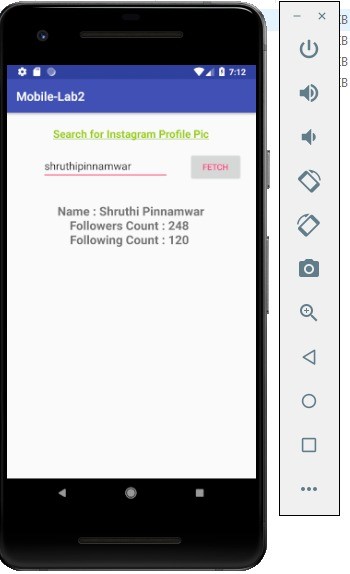 7:12
Mobile-Lab2
Search for Instagram Profile Pic
shruthipinnamwar FETCH
Name : Shruthi Pinnamwar
Followers Count : 248
Following Count : 120